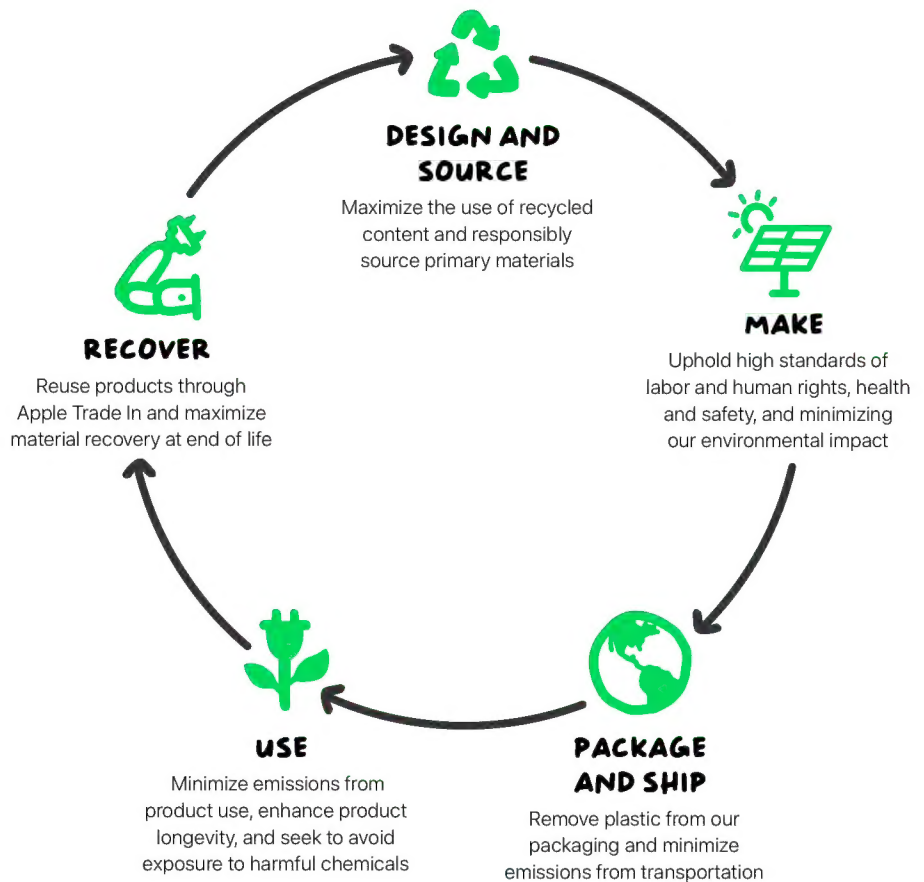 DESIGN AND
SOURCE
Maximize the use of recycled
content and responsibly
source primary materials
MAKE
Uphold high standards of
labor and human rights, health
and safety, and minimizing
our environmental impact
PACKAGE
AND SHIP
Remove plastic from our
packaging and minimize
emissions from transportation
USE
Minimize emissions from
product use, enhance product
longevity, and seek to avoid
exposure to harmful chemicals
RECOVER
Reuse products through
Apple Trade In and maximize
material recovery at end of life